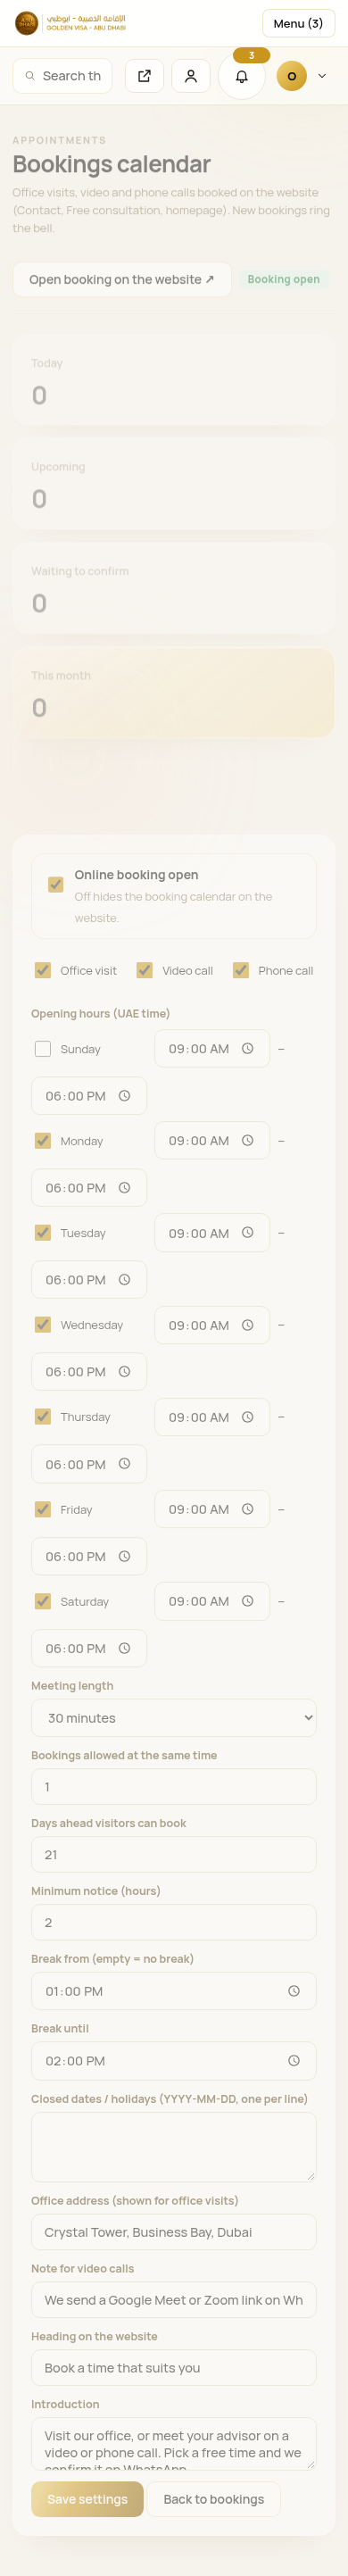 الإقامة الذهبية - أبوظبي
GOLDEN VISA - ABU DHABI
Menu (3)
Search th
3
O
APPOINTMENTS
Bookings calendar
Office visits, video and phone calls booked on the website
(Contact, Free consultation, homepage). New bookings ring
the bell.
Open booking on the website ↗
Booking open
Today
0
Upcoming
0
Waiting to confirm
0
This month
0
Online booking open
Off hides the booking calendar on the
website.
Office visit
Video call
Phone call
Opening hours (UAE time)
Sunday 09:00 AM –
06:00 PM
Monday 09:00 AM –
06:00 PM
Tuesday 09:00 AM –
06:00 PM
Wednesday 09:00 AM –
06:00 PM
Thursday 09:00 AM –
06:00 PM
Friday 09:00 AM –
06:00 PM
Saturday 09:00 AM –
06:00 PM
Meeting length
30 minutes
Bookings allowed at the same time
1
Days ahead visitors can book
21
Minimum notice (hours)
2
Break from (empty = no break)
01:00 PM
Break until
02:00 PM
Closed dates / holidays (YYYY-MM-DD, one per line)
Office address (shown for office visits)
Crystal Tower, Business Bay, Dubai
Note for video calls
We send a Google Meet or Zoom link on Wh
Heading on the website
Book a time that suits you
Introduction
Visit our office, or meet your advisor on a
video or phone call. Pick a free time and we
confirm it on WhatsApp
Save settings
Back to bookings